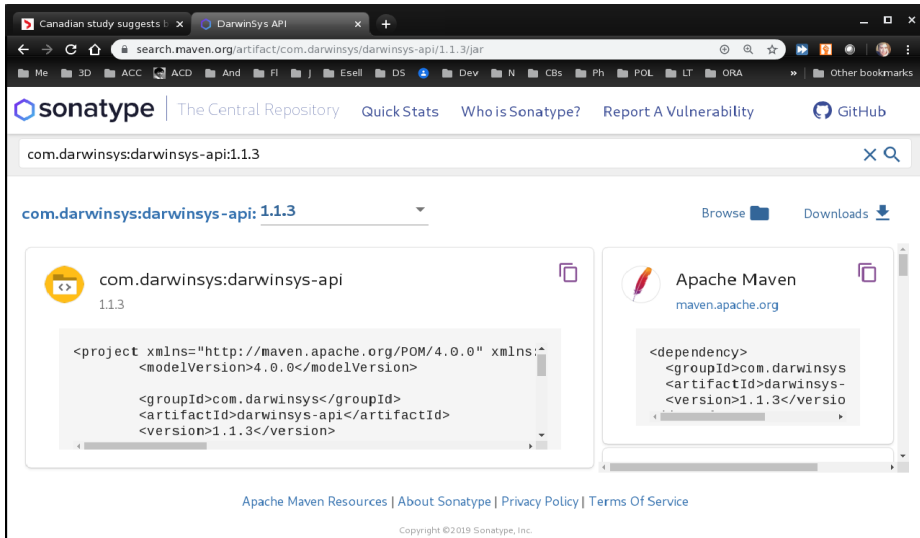 Canadian study suggests b
DarwinSys API
search.maven.org/artifact/com.darwinsys/darwinsys-api/1.1.3/jar
Me 3D ACC ACD And Fl J Esell DS Dev N CBs Ph POL LT ORA » Other bookmarks
sonatype The Central Repository Quick Stats Who is Sonatype? Report A Vulnerability GitHub
com.darwinsys:darwinsys-api:1.1.3
com.darwinsys:darwinsys-api: 1.1.3 Browse Downloads
com.darwinsys:darwinsys-api
1.1.3
<project xmlns="http://maven.apache.org/POM/4.0.0" xmlns:
<modelVersion>4.0.0</modelVersion>
<groupId>com.darwinsys</groupId>
<artifactId>darwinsys-api</artifactId>
<version>1.1.3</version>
Apache Maven
maven.apache.org
<dependency>
<groupId>com.darwinsys
<artifactId>darwinsys-
<version>1.1.3</versio
Apache Maven Resources | About Sonatype | Privacy Policy | Terms Of Service
Copyright ©2019 Sonatype, Inc.